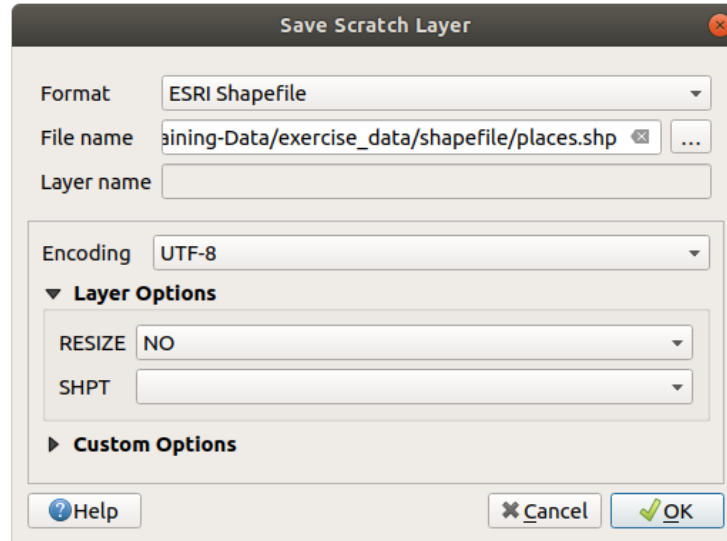 Save Scratch Layer
Format ESRI Shapefile
File name aining-Data/exercise_data/shapefile/places.shp ...
Layer name
Encoding UTF-8
Layer Options
RESIZE NO
SHPT
Custom Options
Help Cancel OK